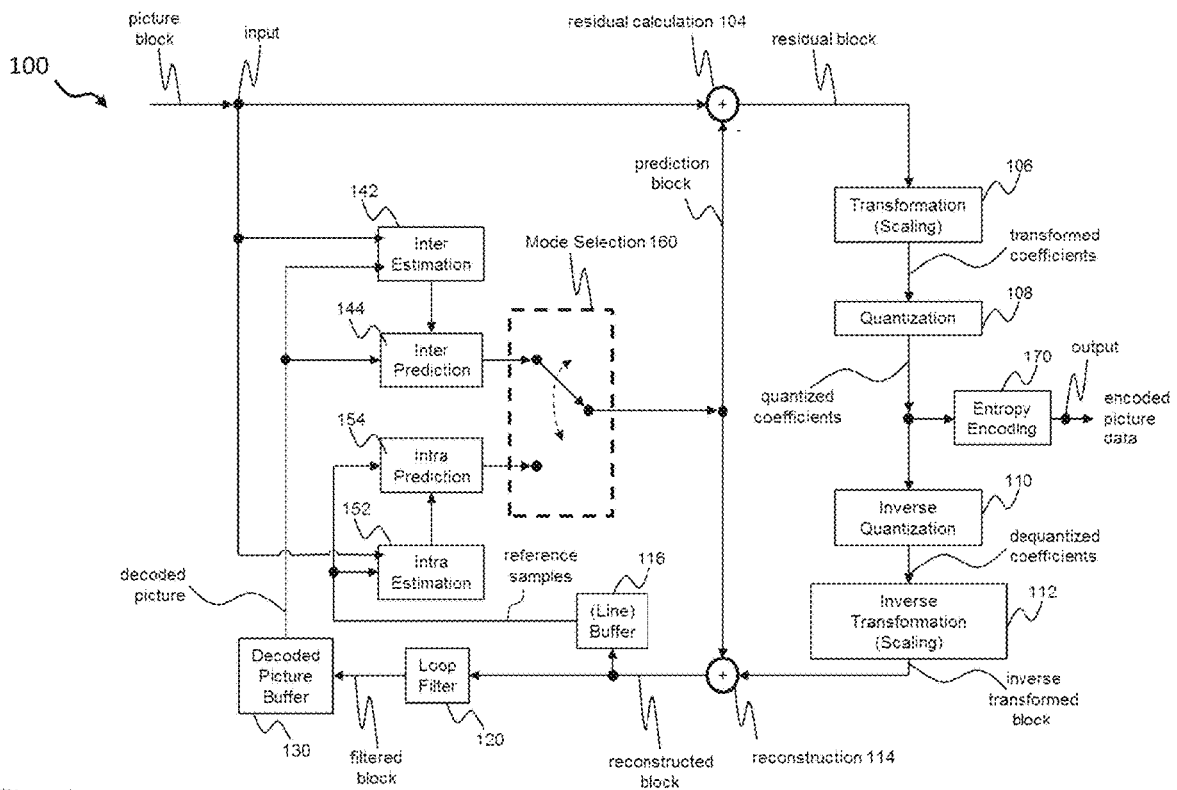 picture
block
input
residual calculation 104
residual block
100
+
prediction
block
106
Transformation
(Scaling)
transformed
coefficients
142
Inter
Estimation
Mode Selection 160
108
Quantization
144
Inter
Prediction
quantized
coefficients
170
Entropy
Encoding
output
encoded
picture
data
154
Intra
Prediction
110
Inverse
Quantization
dequantized
coefficients
152
Intra
Estimation
reference
samples
116
(Line)
Buffer
decoded
picture
112
Inverse
Transformation
(Scaling)
Decoded
Picture
Buffer
Loop
Filter
+
inverse
transformed
block
130
filtered
block
120
reconstructed
block
reconstruction 114